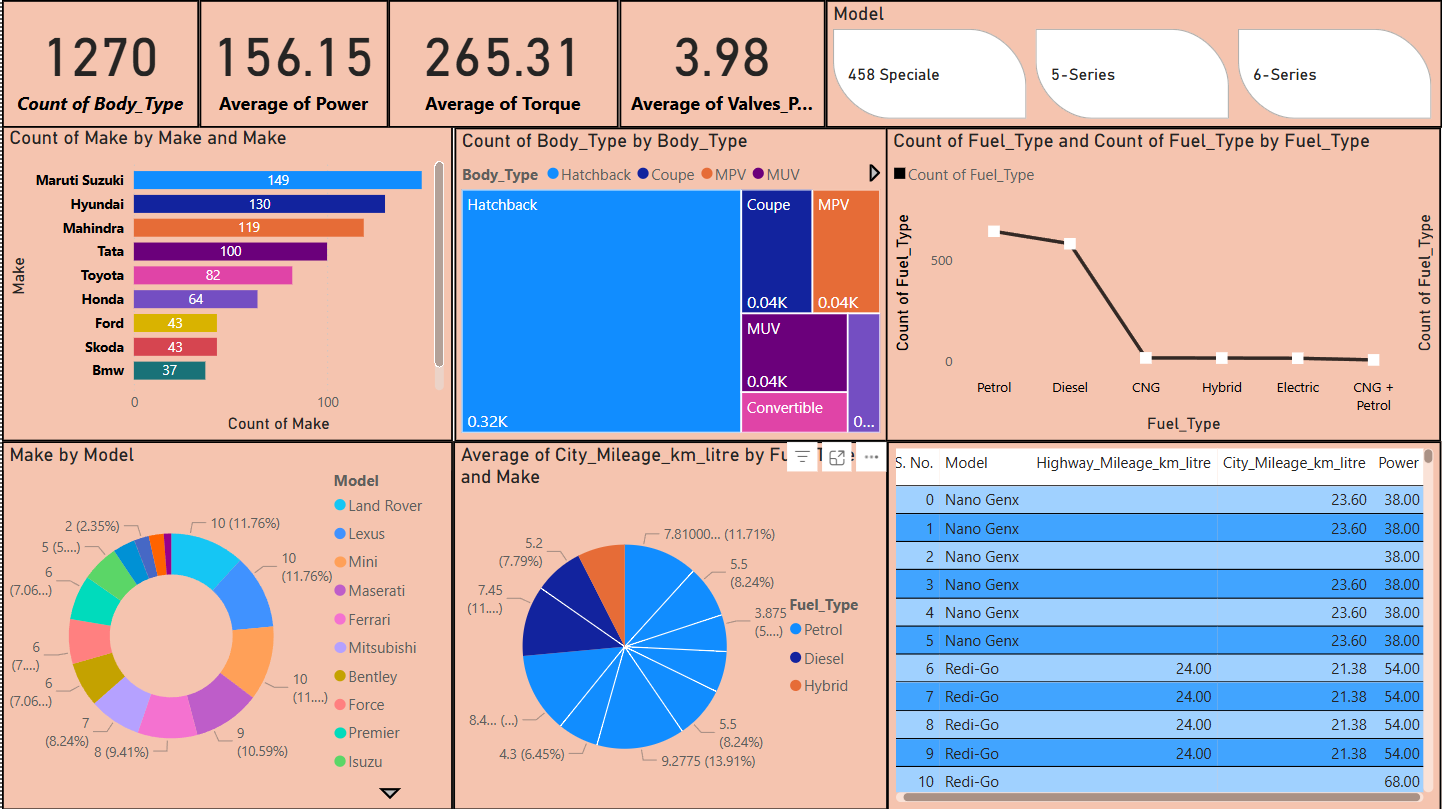 1270
Count of Body_Type
156.15
Average of Power
265.31
Average of Torque
3.98
Average of Valves_P...
Model
458 Speciale
5-Series
6-Series
Count of Make by Make and Make
Make
Maruti Suzuki 149
Hyundai 130
Mahindra 119
Tata 100
Toyota 82
Honda 64
Ford 43
Skoda 43
Bmw 37
0 100
Count of Make
Count of Body_Type by Body_Type
Body_Type Hatchback Coupe MPV MUV
Hatchback
0.32K
Coupe
0.04K
MPV
0.04K
MUV
0.04K
Convertible
0...
Count of Fuel_Type and Count of Fuel_Type by Fuel_Type
Count of Fuel_Type
Count of Fuel_Type
500
0
Count of Fuel_Type
Petrol Diesel CNG Hybrid Electric CNG +
Petrol
Fuel_Type
Make by Model
10 (11.76%)
10
(11.76%)
10
(11....)
9
(10.59%)
8 (9.41%)
7
(8.24%)
6
(7.06...
6
(7....)
6
(7.06...
5 (5....)
2 (2.35%)
Model
Land Rover
Lexus
Mini
Maserati
Ferrari
Mitsubishi
Bentley
Force
Premier
Isuzu
Average of City_Mileage_km_litre by Fu
and Make
7.81000... (11.71%)
5.5
(8.24%)
3.875
(5....)
5.5
(8.24%)
9.2775 (13.91%)
4.3 (6.45%)
8.4... (...)
7.45
(11....)
5.2
(7.79%)
Fuel_Type
Petrol
Diesel
Hybrid
S. No. Model Highway_Mileage_km_litre City_Mileage_km_litre Power
0 Nano Genx 23.60 38.00
1 Nano Genx 23.60 38.00
2 Nano Genx 38.00
3 Nano Genx 23.60 38.00
4 Nano Genx 23.60 38.00
5 Nano Genx 23.60 38.00
6 Redi-Go 24.00 21.38 54.00
7 Redi-Go 24.00 21.38 54.00
8 Redi-Go 24.00 21.38 54.00
9 Redi-Go 24.00 21.38 54.00
10 Redi-Go 68.00